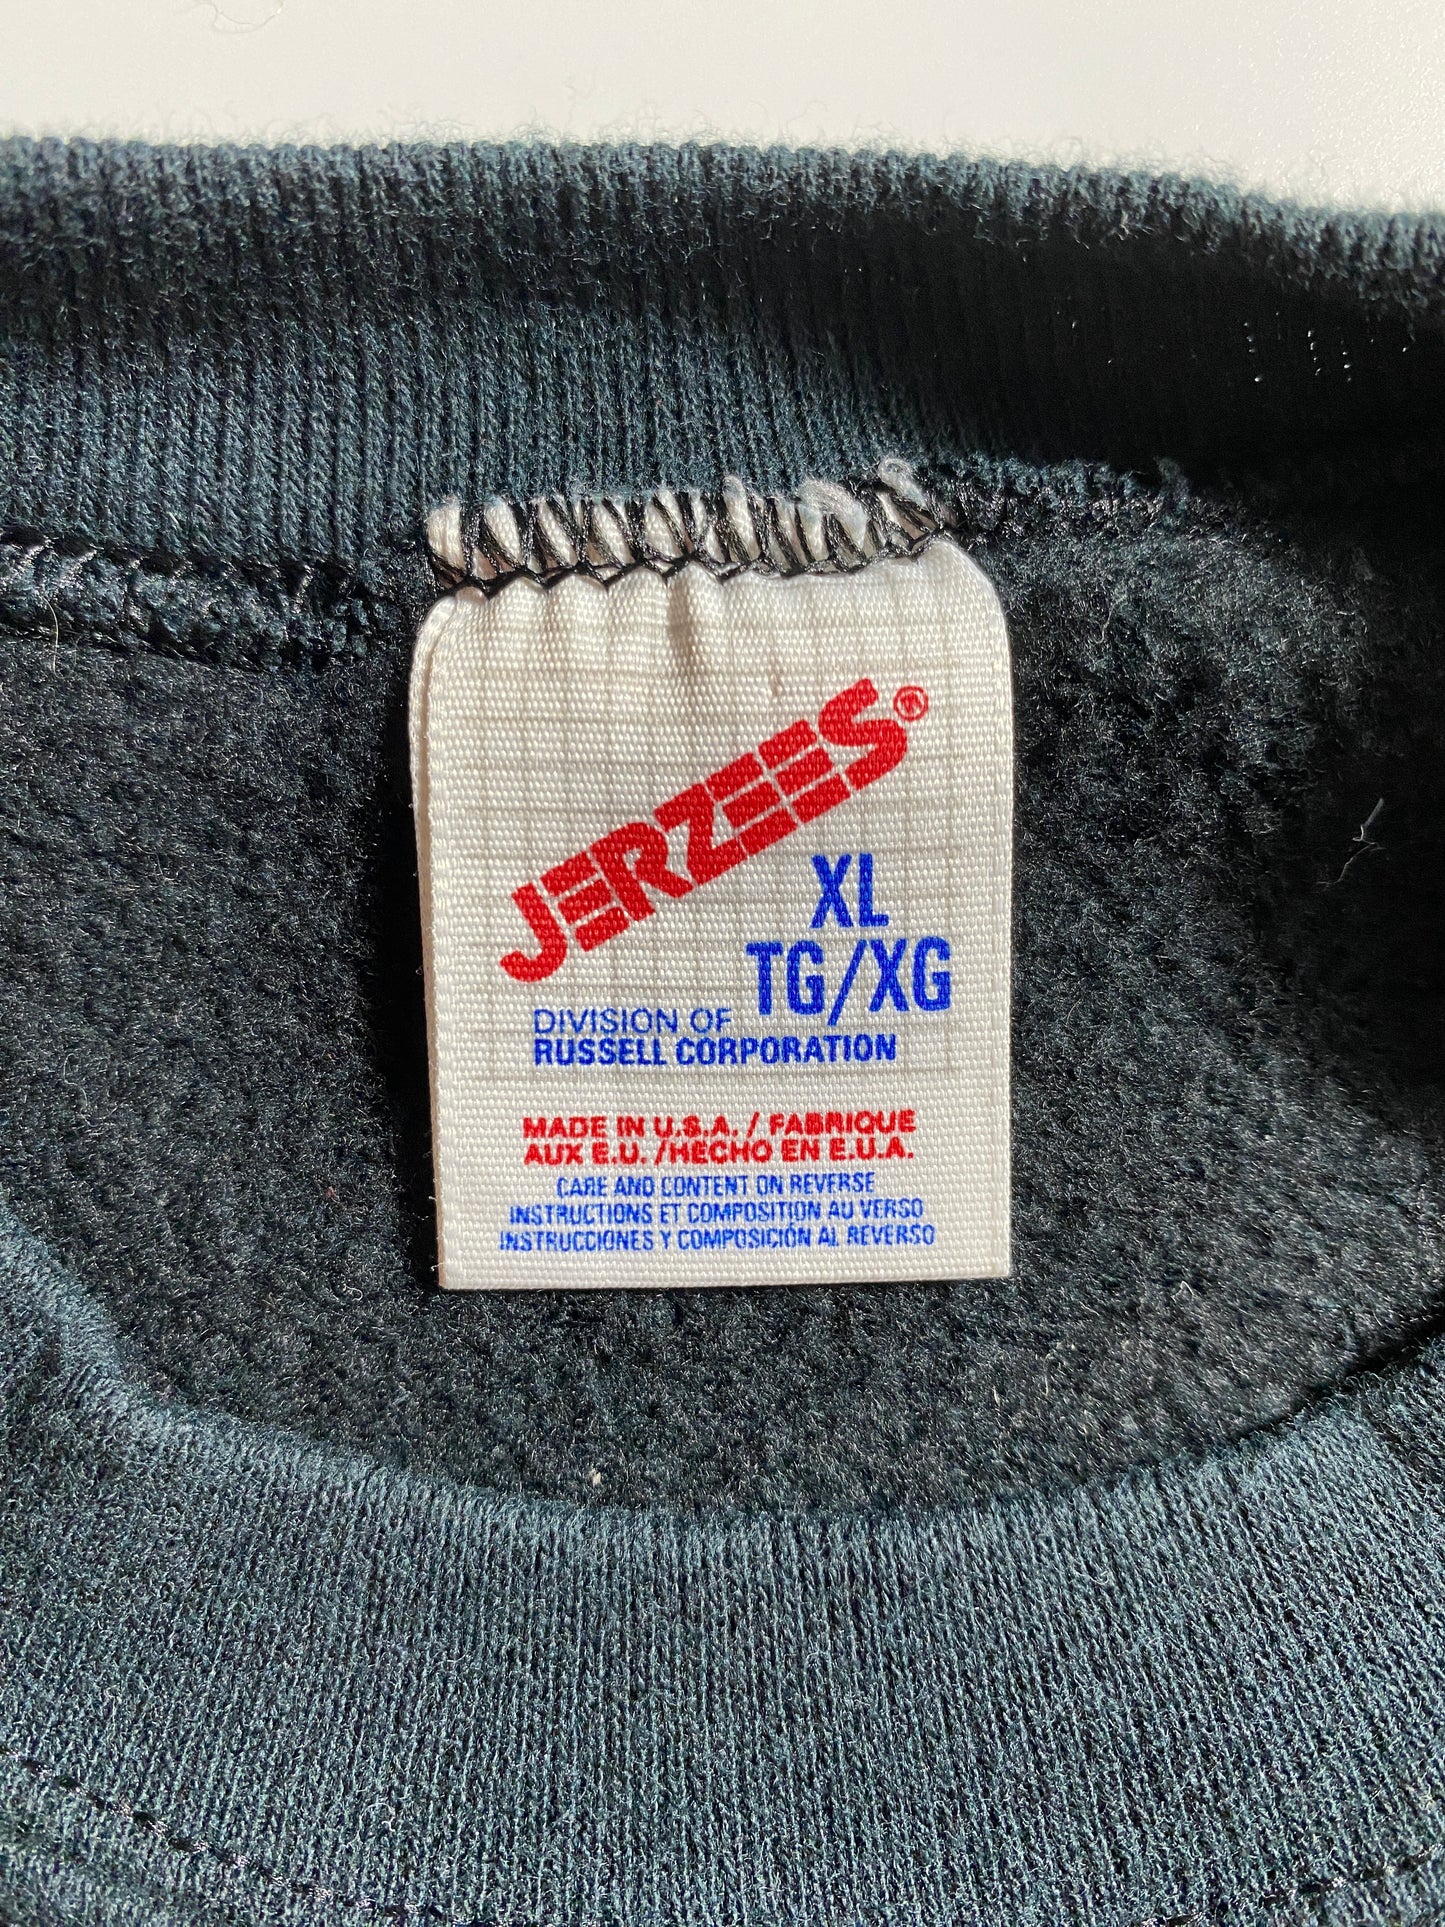 JERZEES®
XL
TG/XG
DIVISION OF
RUSSELL CORPORATION
MADE IN U.S.A. / FABRIQUE
AUX E.U. /HECHO EN E.U.A.
CARE AND CONTENT ON REVERSE
INSTRUCTIONS ET COMPOSITION AU VERSO
INSTRUCCIONES Y COMPOSICIÓN AL REVERSO